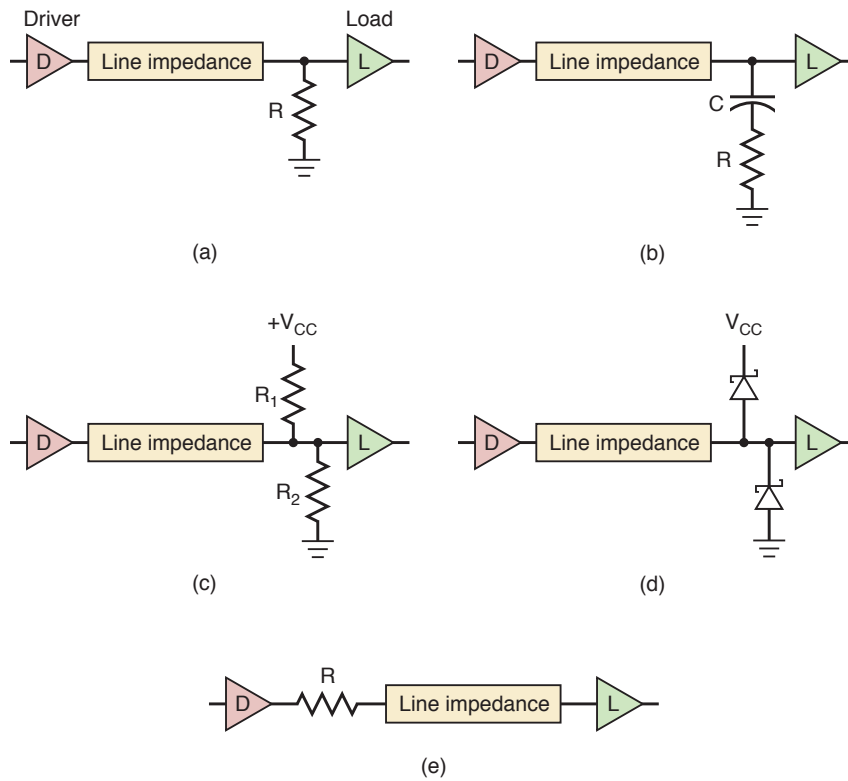 Driver Load
D Line impedance L
R
(a)
D Line impedance L
C
R
(b)
+V_CC
R_1
D Line impedance L
R_2
(c)
V_CC
D Line impedance L
(d)
R
D Line impedance L
(e)